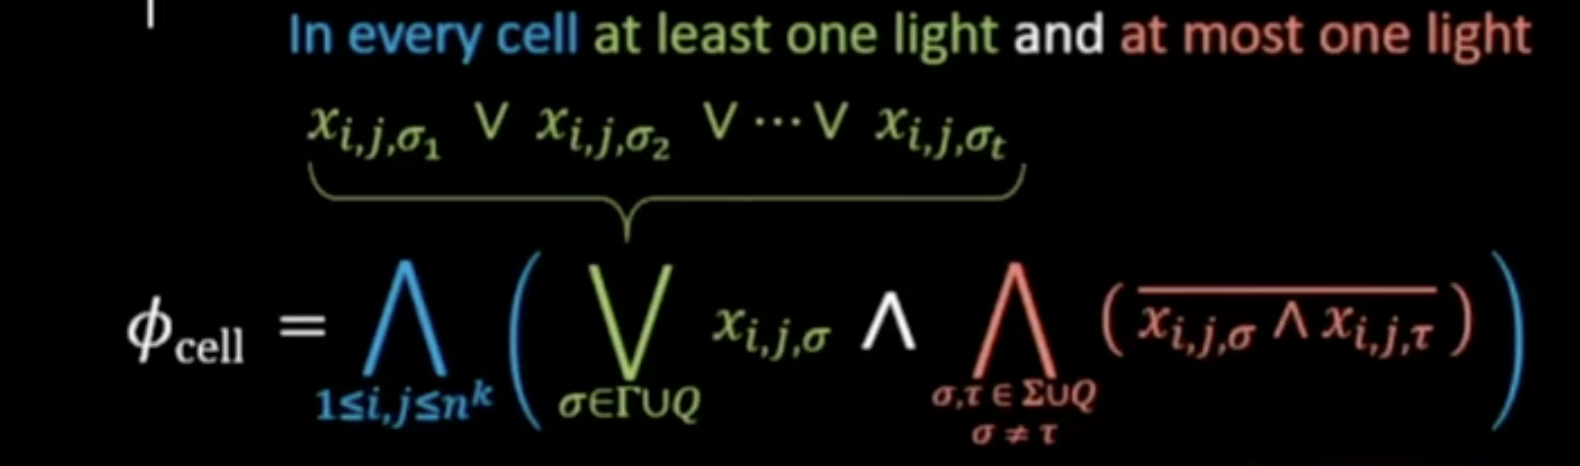 In every cell at least one light and at most one light
x_{i,j,σ_1} ∨ x_{i,j,σ_2} ∨ ⋯ ∨ x_{i,j,σ_t}
ϕ_cell = ⋀_{1≤i,j≤n^k} ( ⋁_{σ∈Γ∪Q} x_{i,j,σ} ∧ ⋀_{σ,τ ∈ Σ∪Q σ ≠ τ} ( \overline{x_{i,j,σ} ∧ x_{i,j,τ}} ) )